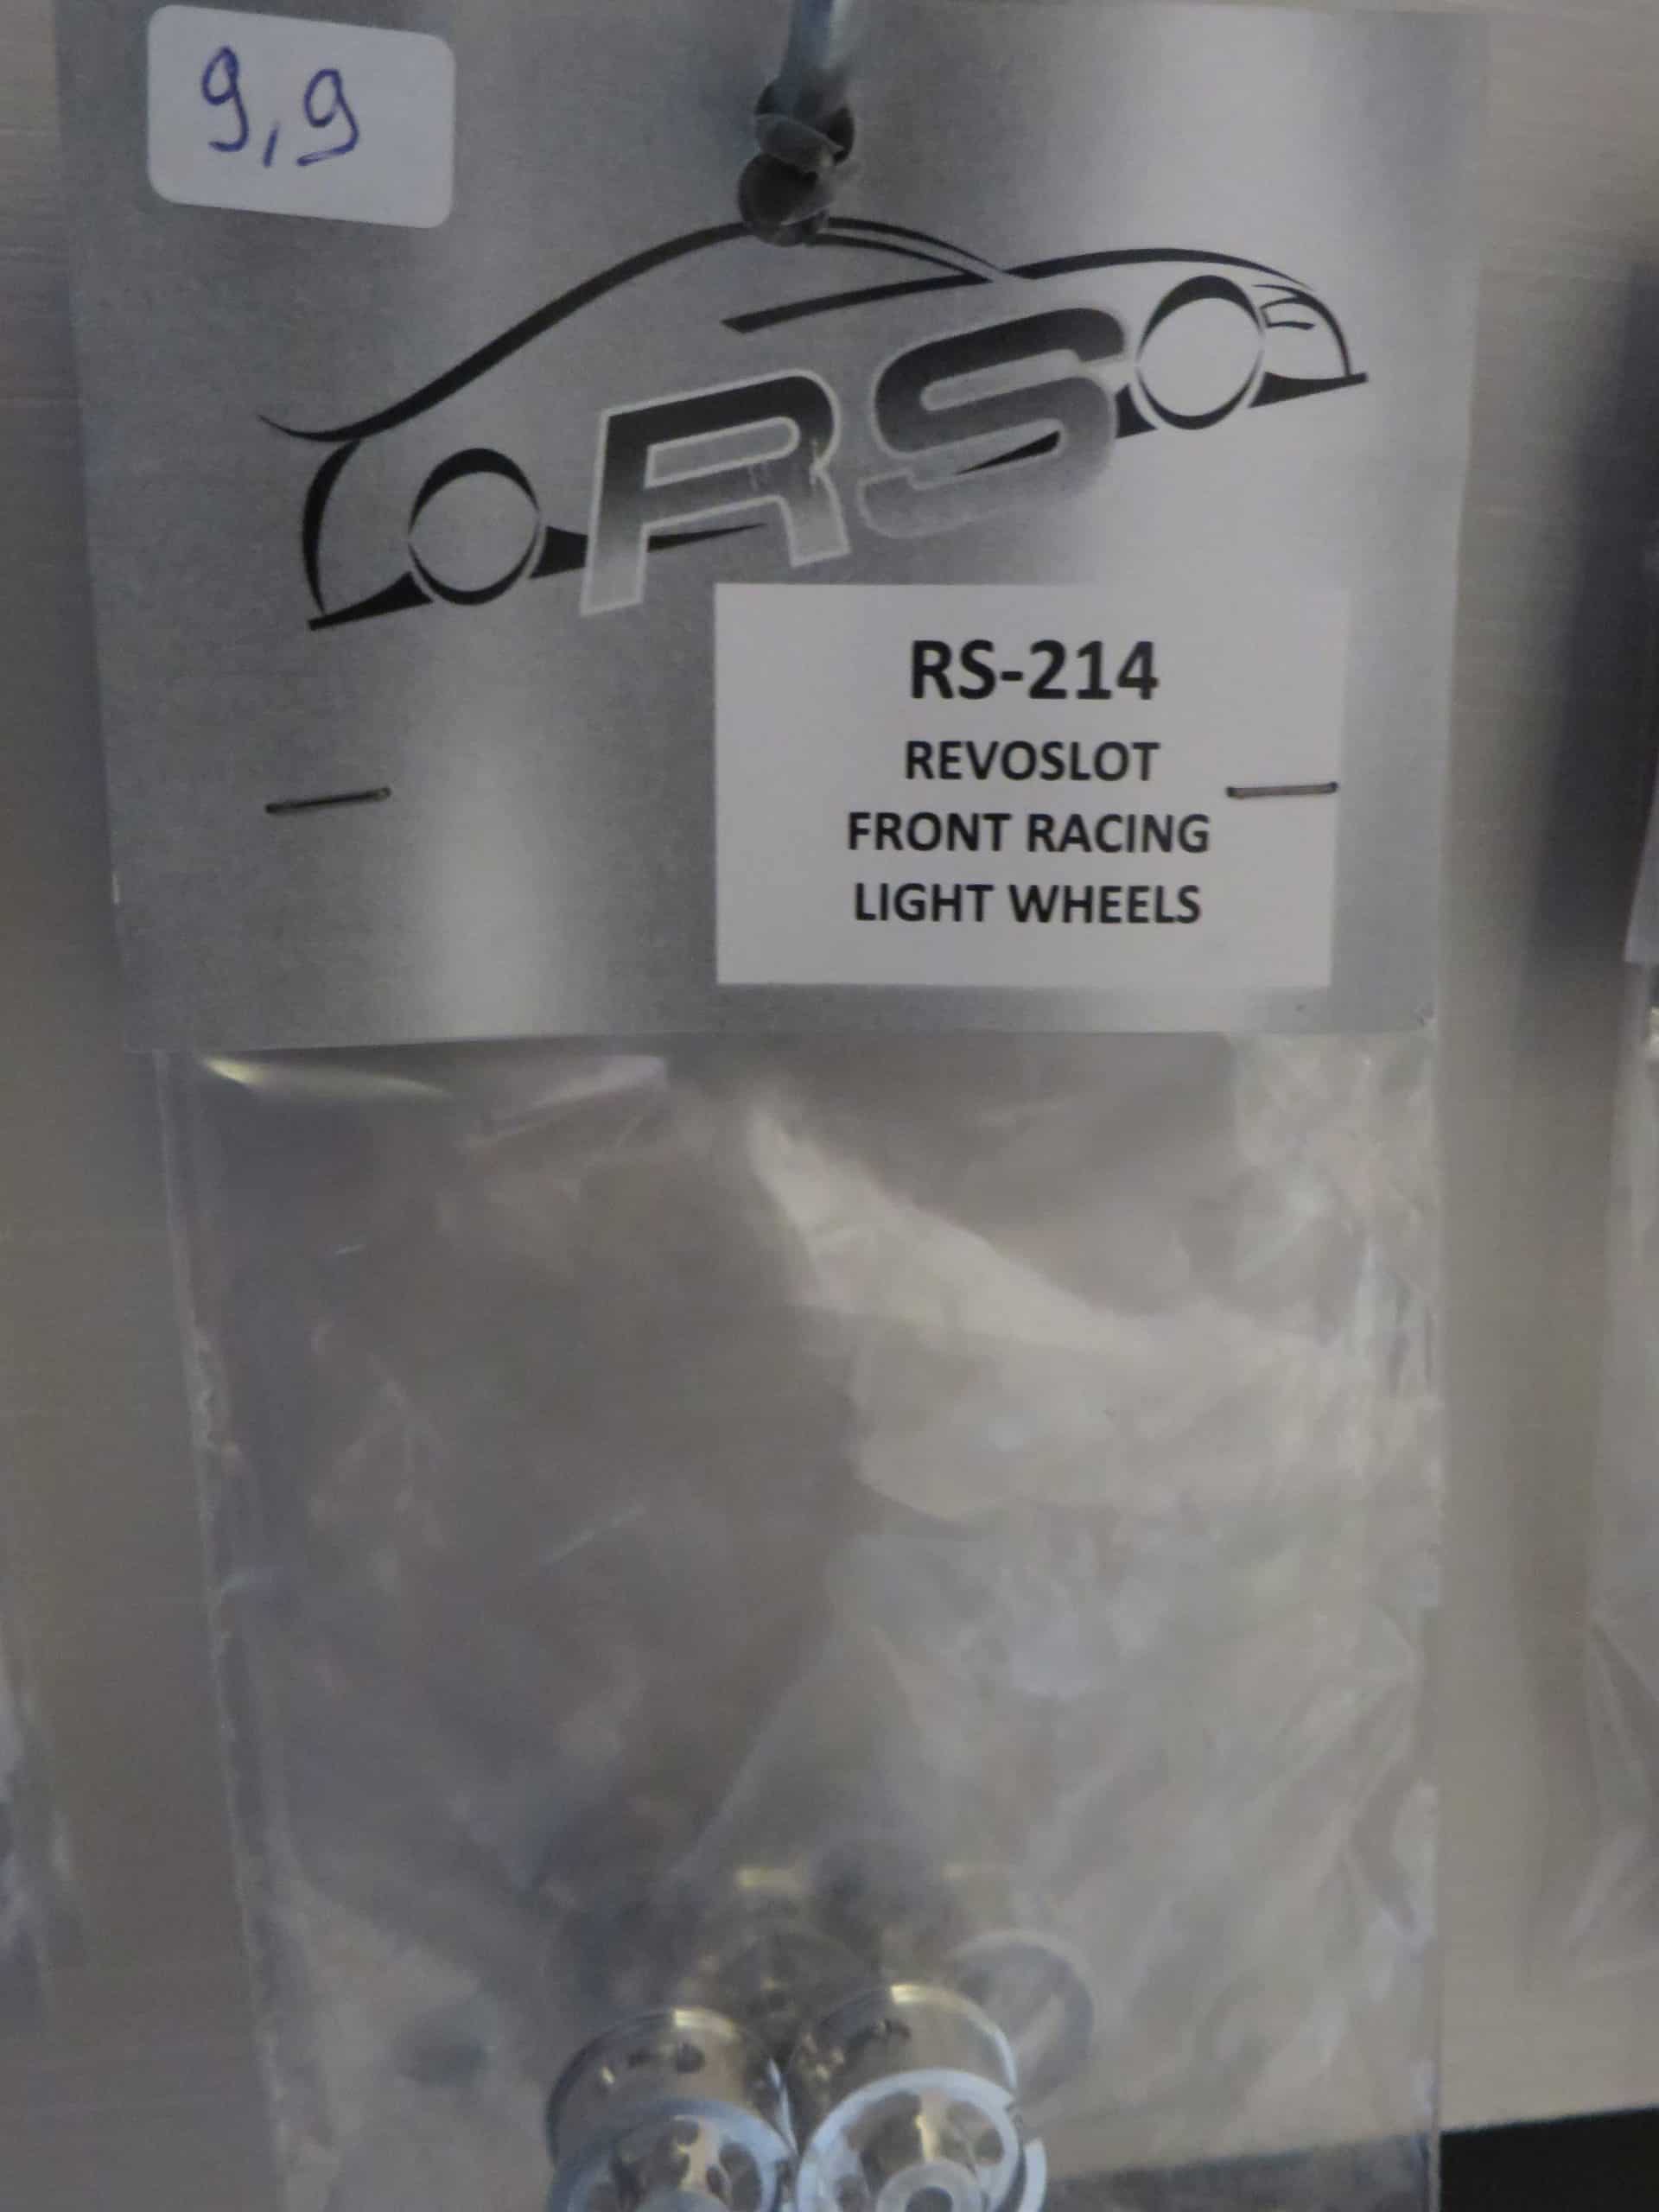 9,9
RS
RS-214
REVOSLOT
FRONT RACING
LIGHT WHEELS